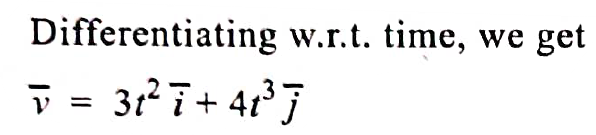 Differentiating w.r.t. time, we get
v̄ = 3t² ī + 4t³ j̄